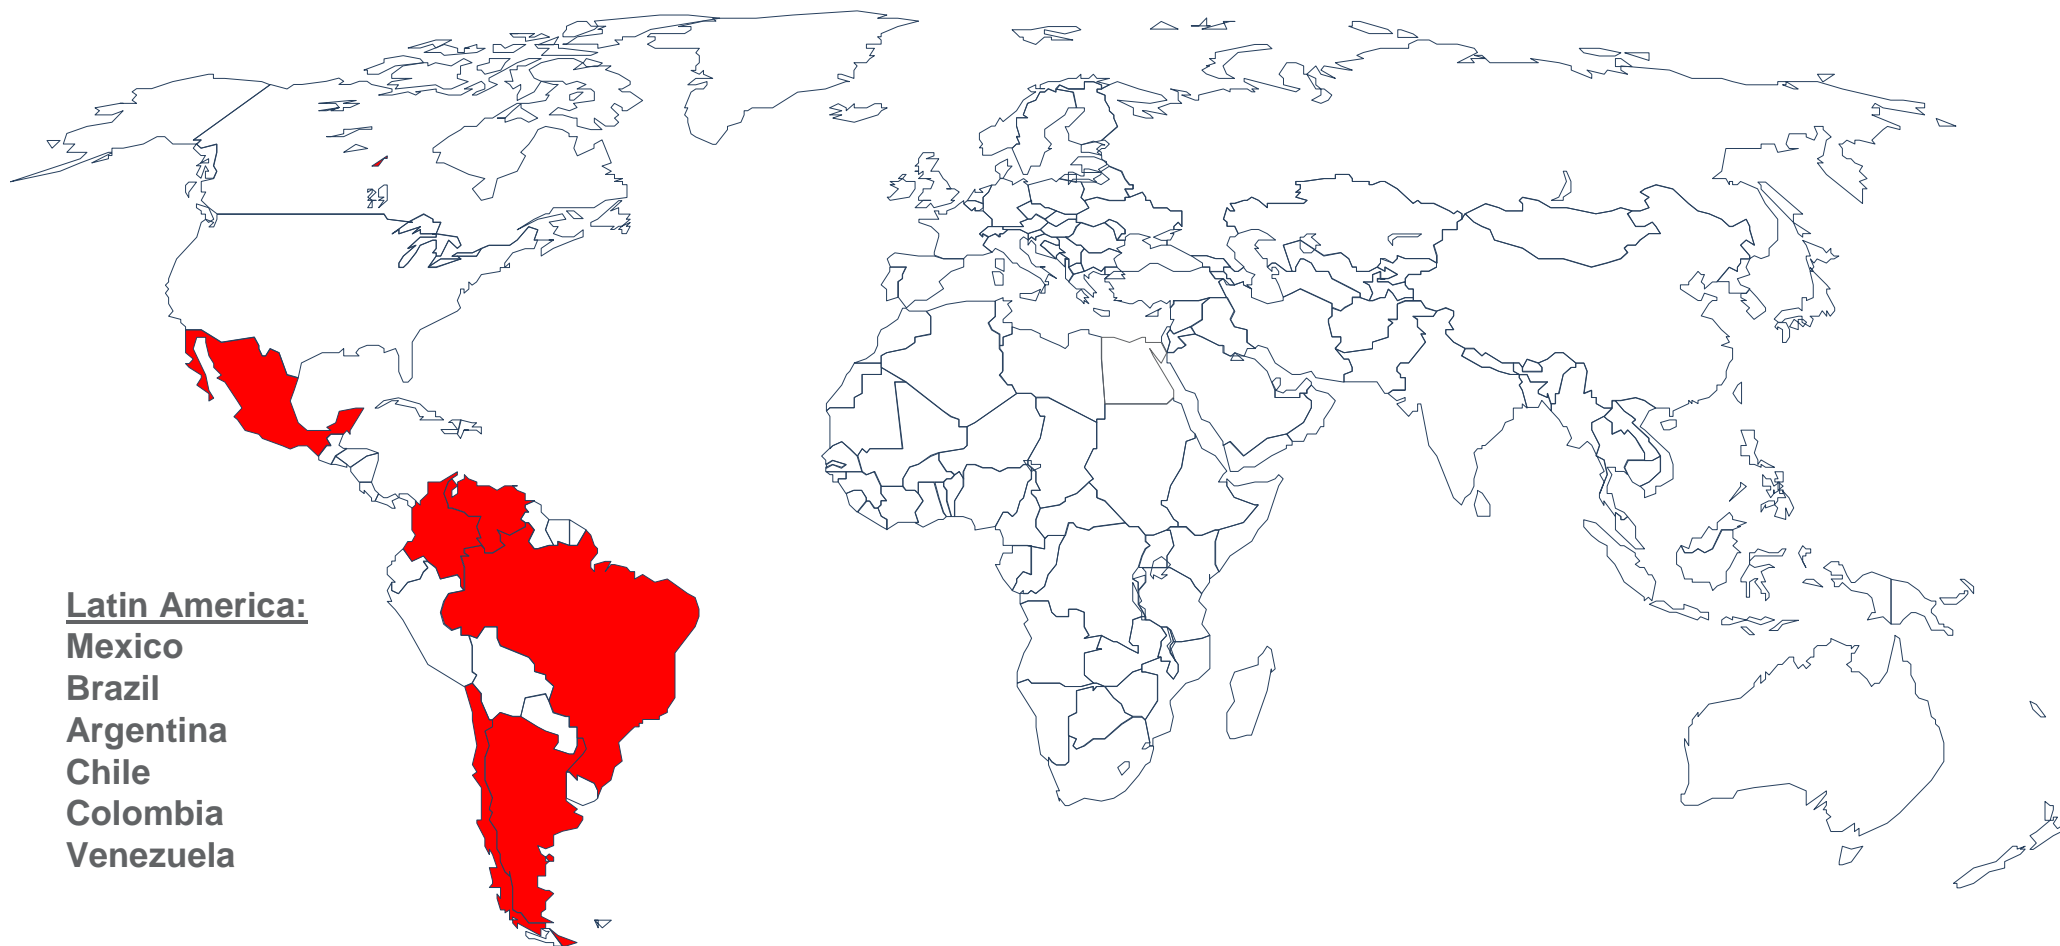 Latin America:
Mexico
Brazil
Argentina
Chile
Colombia
Venezuela